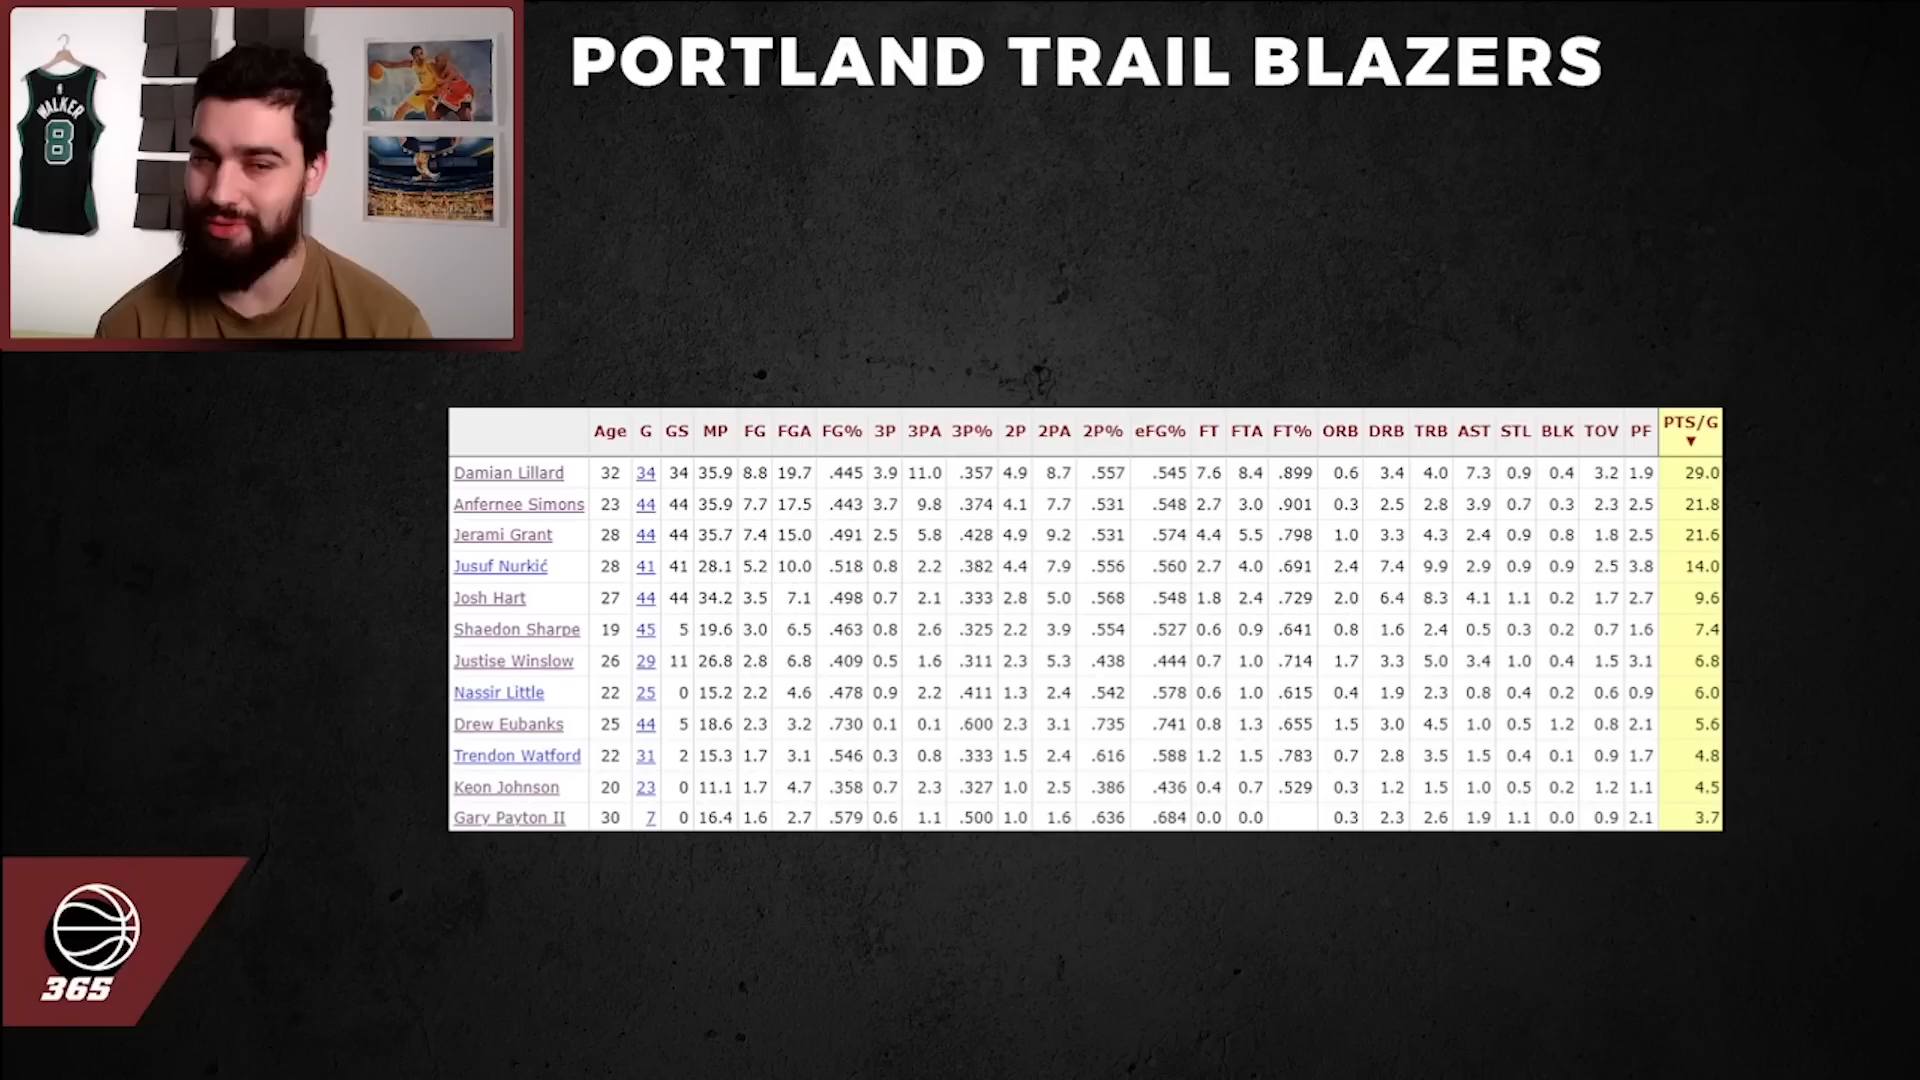 PORTLAND TRAIL BLAZERS
WALKER
8
Age G GS MP FG FGA FG% 3P 3PA 3P% 2P 2PA 2P% eFG% FT FTA FT% ORB DRB TRB AST STL BLK TOV PF PTS/G ▼
Damian Lillard 32 34 34 35.9 8.8 19.7 .445 3.9 11.0 .357 4.9 8.7 .557 .545 7.6 8.4 .899 0.6 3.4 4.0 7.3 0.9 0.4 3.2 1.9 29.0
Anfernee Simons 23 44 44 35.9 7.7 17.5 .443 3.7 9.8 .374 4.1 7.7 .531 .548 2.7 3.0 .901 0.3 2.5 2.8 3.9 0.7 0.3 2.3 2.5 21.8
Jerami Grant 28 44 44 35.7 7.4 15.0 .491 2.5 5.8 .428 4.9 9.2 .531 .574 4.4 5.5 .798 1.0 3.3 4.3 2.4 0.9 0.8 1.8 2.5 21.6
Jusuf Nurkić 28 41 41 28.1 5.2 10.0 .518 0.8 2.2 .382 4.4 7.9 .556 .560 2.7 4.0 .691 2.4 7.4 9.9 2.9 0.9 0.9 2.5 3.8 14.0
Josh Hart 27 44 44 34.2 3.5 7.1 .498 0.7 2.1 .333 2.8 5.0 .568 .548 1.8 2.4 .729 2.0 6.4 8.3 4.1 1.1 0.2 1.7 2.7 9.6
Shaedon Sharpe 19 45 5 19.6 3.0 6.5 .463 0.8 2.6 .325 2.2 3.9 .554 .527 0.6 0.9 .641 0.8 1.6 2.4 0.5 0.3 0.2 0.7 1.6 7.4
Justise Winslow 26 29 11 26.8 2.8 6.8 .409 0.5 1.6 .311 2.3 5.3 .438 .444 0.7 1.0 .714 1.7 3.3 5.0 3.4 1.0 0.4 1.5 3.1 6.8
Nassir Little 22 25 0 15.2 2.2 4.6 .478 0.9 2.2 .411 1.3 2.4 .542 .578 0.6 1.0 .615 0.4 1.9 2.3 0.8 0.4 0.2 0.6 0.9 6.0
Drew Eubanks 25 44 5 18.6 2.3 3.2 .730 0.1 0.1 .600 2.3 3.1 .735 .741 0.8 1.3 .655 1.5 3.0 4.5 1.0 0.5 1.2 0.8 2.1 5.6
Trendon Watford 22 31 2 15.3 1.7 3.1 .546 0.3 0.8 .333 1.5 2.4 .616 .588 1.2 1.5 .783 0.7 2.8 3.5 1.5 0.4 0.1 0.9 1.7 4.8
Keon Johnson 20 23 0 11.1 1.7 4.7 .358 0.7 2.3 .327 1.0 2.5 .386 .436 0.4 0.7 .529 0.3 1.2 1.5 1.0 0.5 0.2 1.2 1.1 4.5
Gary Payton II 30 7 0 16.4 1.6 2.7 .579 0.6 1.1 .500 1.0 1.6 .636 .684 0.0 0.0 0.3 2.3 2.6 1.9 1.1 0.0 0.9 2.1 3.7
365